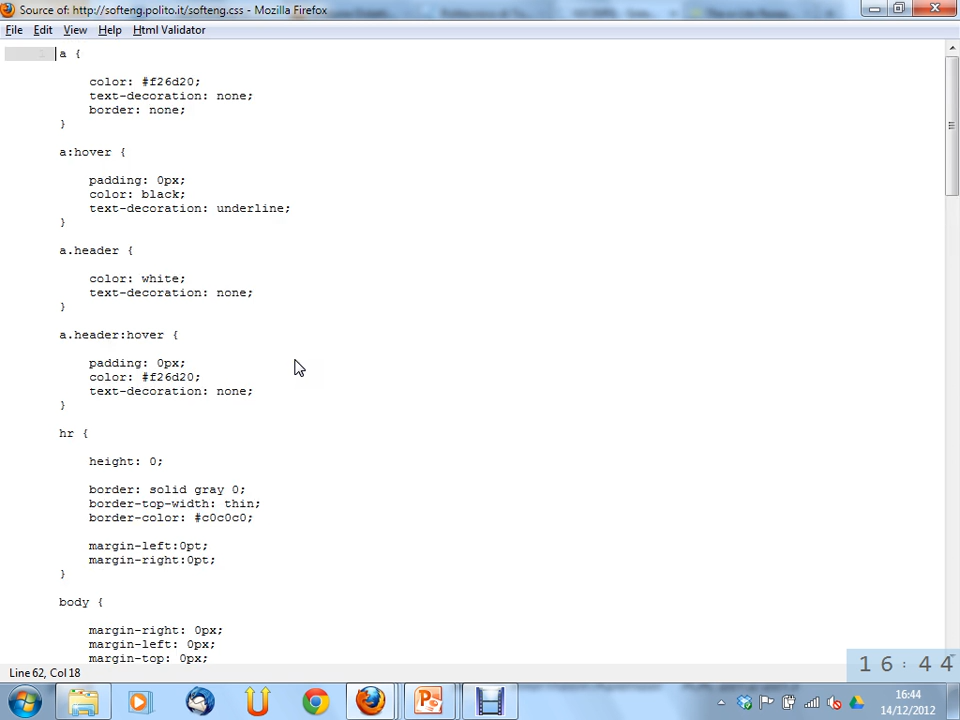 Source of: http://softeng.polito.it/softeng.css - Mozilla Firefox
File Edit View Help Html Validator
1 a {
color: #f26d20;
text-decoration: none;
border: none;
}
a:hover {
padding: 0px;
color: black;
text-decoration: underline;
}
a.header {
color: white;
text-decoration: none;
}
a.header:hover {
padding: 0px;
color: #f26d20;
text-decoration: none;
}
hr {
height: 0;
border: solid gray 0;
border-top-width: thin;
border-color: #c0c0c0;
margin-left:0pt;
margin-right:0pt;
}
body {
margin-right: 0px;
margin-left: 0px;
margin-top: 0px;
Line 62, Col 18
16:44
16:44
14/12/2012